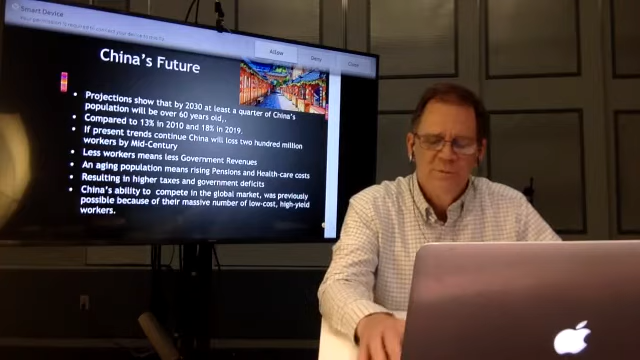 Smart Device
Allow
Deny
Close
China's Future
• Projections show that by 2030 at least a quarter of China's
population will be over 60 years old,.
• Compared to 13% in 2010 and 18% in 2019.
• If present trends continue China will loss two hundred million
workers by Mid-Century
• Less workers means less Government Revenues
• An aging population means rising Pensions and Health-care costs
• Resulting in higher taxes and government deficits
• China's ability to compete in the global market, was previously
possible because of their massive number of low-cost, high-yield
workers.